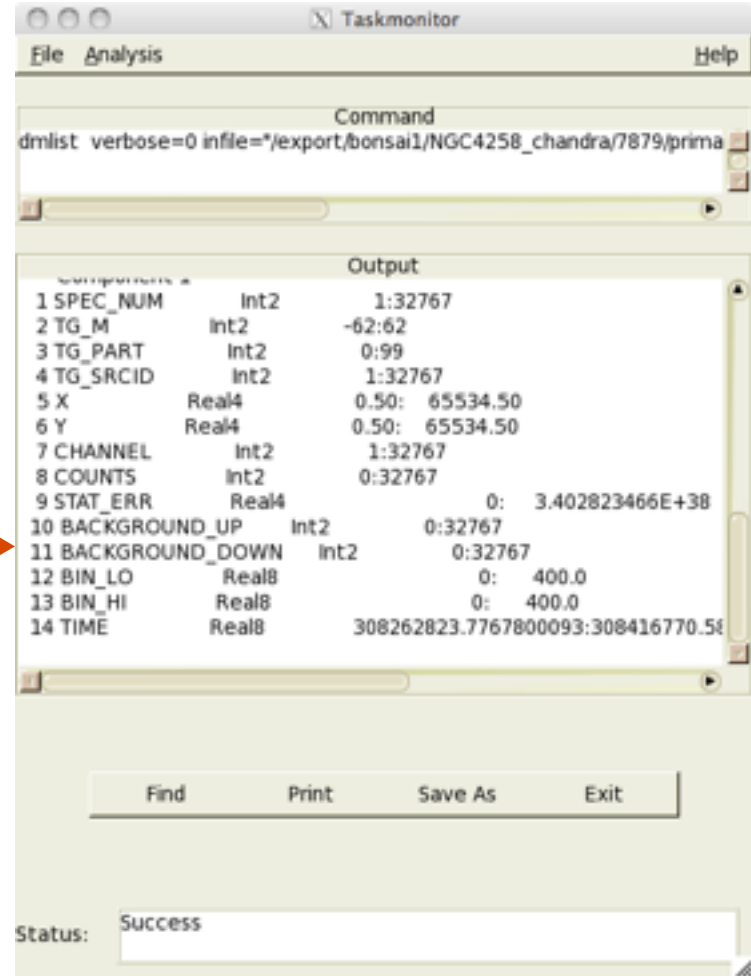 X Taskmonitor
File Analysis Help
Command
dmlist verbose=0 infile="/export/bonsai1/NGC4258_chandra/7879/prima
Output
Component 1
1 SPEC_NUM Int2 1:32767
2 TG_M Int2 -62:62
3 TG_PART Int2 0:99
4 TG_SRCID Int2 1:32767
5 X Real4 0.50: 65534.50
6 Y Real4 0.50: 65534.50
7 CHANNEL Int2 1:32767
8 COUNTS Int2 0:32767
9 STAT_ERR Real4 0: 3.402823466E+38
10 BACKGROUND_UP Int2 0:32767
11 BACKGROUND_DOWN Int2 0:32767
12 BIN_LO Real8 0: 400.0
13 BIN_HI Real8 0: 400.0
14 TIME Real8 308262823.7767800093:308416770.58
Find Print Save As Exit
Status: Success